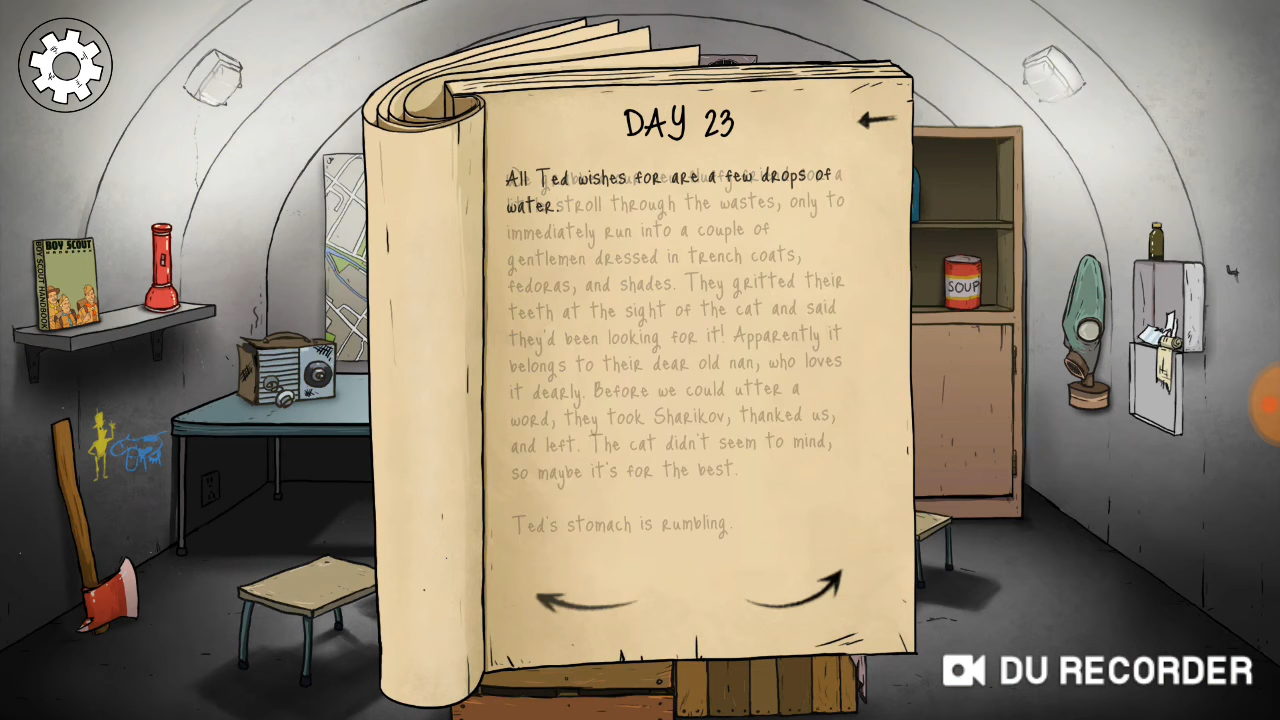 DAY 23
All Ted wishes for are a few drops of
water.
a
stroll through the wastes, only to
immediately run into a couple of
gentlemen dressed in trench coats,
fedoras, and shades. They gritted their
teeth at the sight of the cat and said
they'd been looking for it! Apparently it
belongs to their dear old nan, who loves
it dearly. Before we could utter a
word, they took Sharikov, thanked us,
and left. The cat didn't seem to mind,
so maybe it's for the best.
Ted's stomach is rumbling.
BOY SCOUT
BOY SCOUT HANDBOOK
SOUP
DU RECORDER